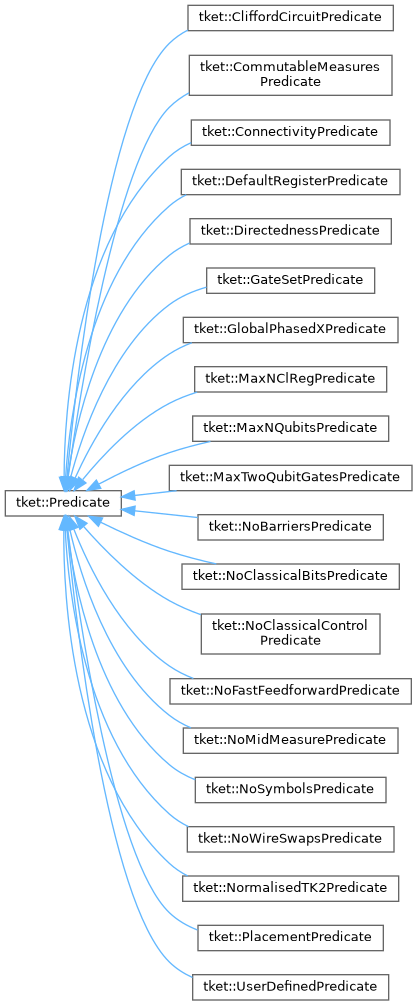 tket::CliffordCircuitPredicate
tket::CommutableMeasures
Predicate
tket::ConnectivityPredicate
tket::DefaultRegisterPredicate
tket::DirectednessPredicate
tket::GateSetPredicate
tket::GlobalPhasedXPredicate
tket::MaxNClRegPredicate
tket::MaxNQubitsPredicate
tket::MaxTwoQubitGatesPredicate
tket::Predicate
tket::NoBarriersPredicate
tket::NoClassicalBitsPredicate
tket::NoClassicalControl
Predicate
tket::NoFastFeedforwardPredicate
tket::NoMidMeasurePredicate
tket::NoSymbolsPredicate
tket::NoWireSwapsPredicate
tket::NormalisedTK2Predicate
tket::PlacementPredicate
tket::UserDefinedPredicate